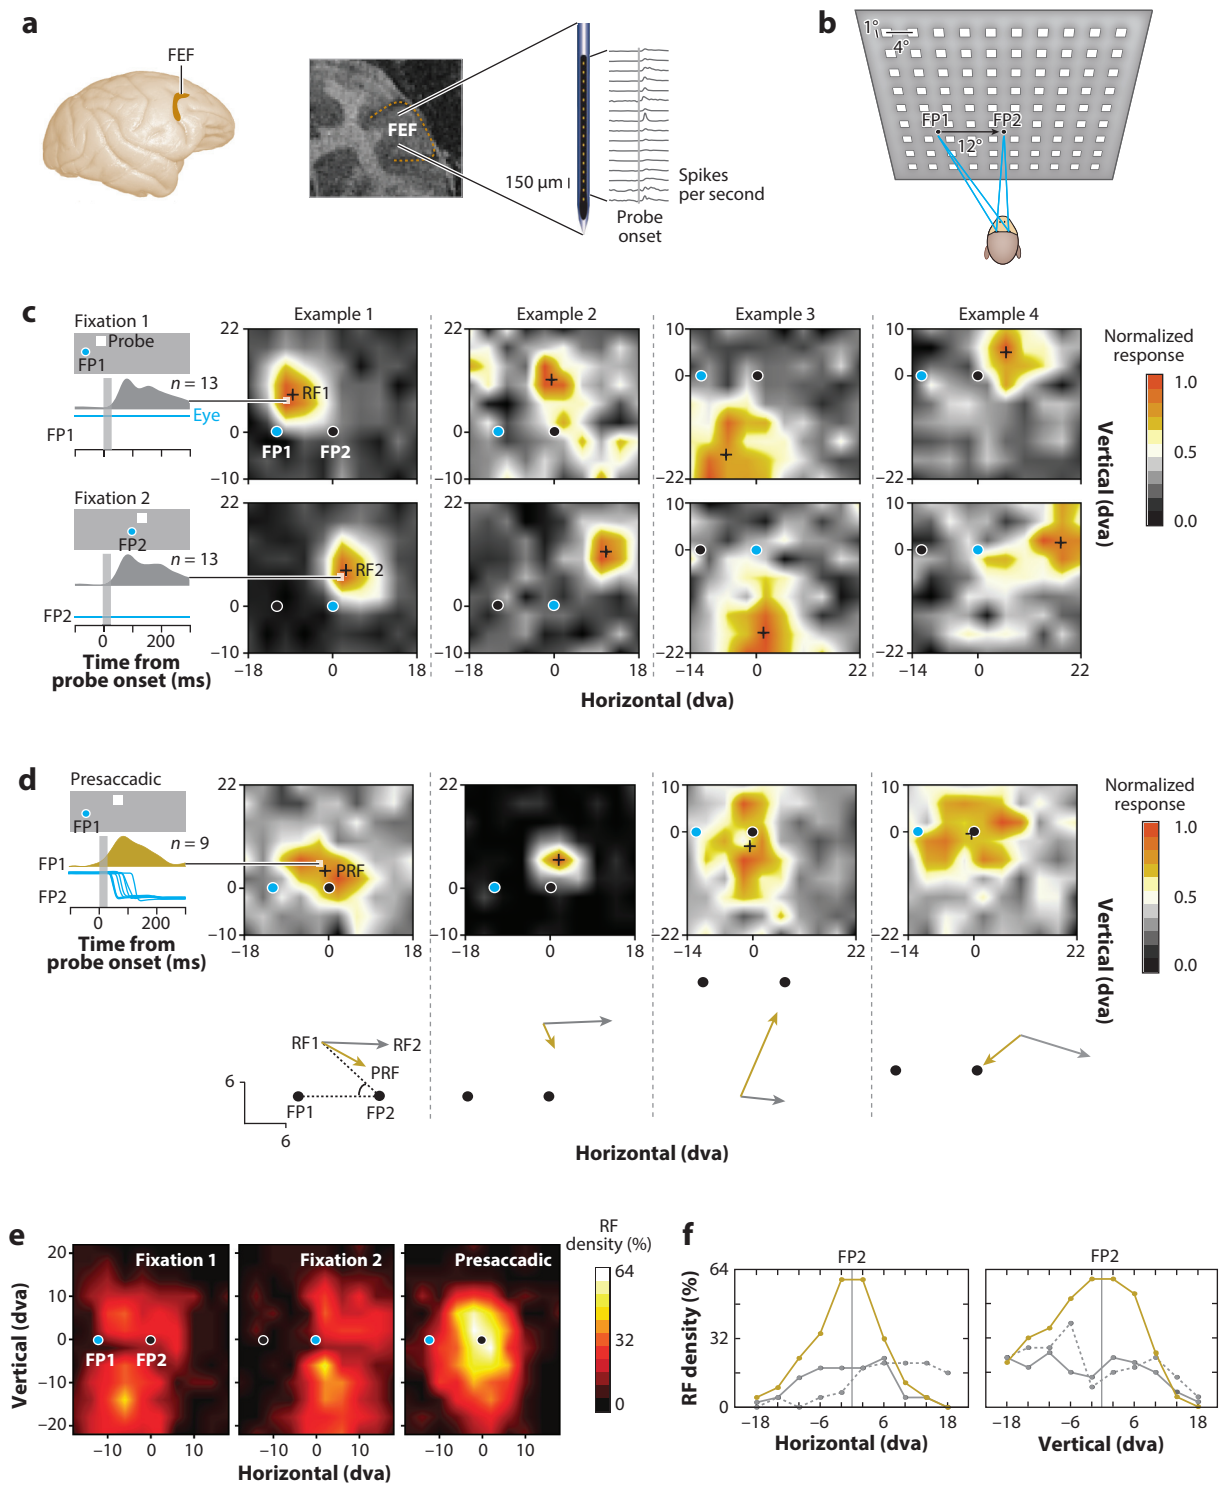 a
FEF
FEF
150 µm
Spikes
per second
Probe
onset
b
1°
4°
FP1
FP2
12°
c
Fixation 1
Probe
FP1
n = 13
Eye
FP1
Fixation 2
FP2
n = 13
FP2
0
200
Time from
probe onset (ms)
Example 1
Example 2
Example 3
Example 4
22
0
−10
RF1
FP1
FP2
22
0
−10
10
0
−22
10
0
−22
22
0
−10
RF2
−18
0
18
22
0
−10
−18
0
18
10
0
−22
−14
0
22
10
0
−22
−14
0
22
Horizontal (dva)
Vertical (dva)
Normalized
response
1.0
0.5
0.0
d
Presaccadic
FP1
n = 9
FP1
FP2
0
200
Time from
probe onset (ms)
22
0
−10
PRF
−18
0
18
22
0
−10
−18
0
18
10
0
−22
−14
0
22
10
0
−22
−14
0
22
Vertical (dva)
Normalized
response
1.0
0.5
0.0
RF1
RF2
PRF
FP1
FP2
6
6
Horizontal (dva)
e
Vertical (dva)
20
10
0
−10
−20
Fixation 1
FP1
FP2
Fixation 2
Presaccadic
−10
0
10
−10
0
10
−10
0
10
Horizontal (dva)
RF
density (%)
64
32
0
f
RF density (%)
64
32
0
FP2
−18
−6
6
18
Horizontal (dva)
FP2
−18
−6
6
18
Vertical (dva)